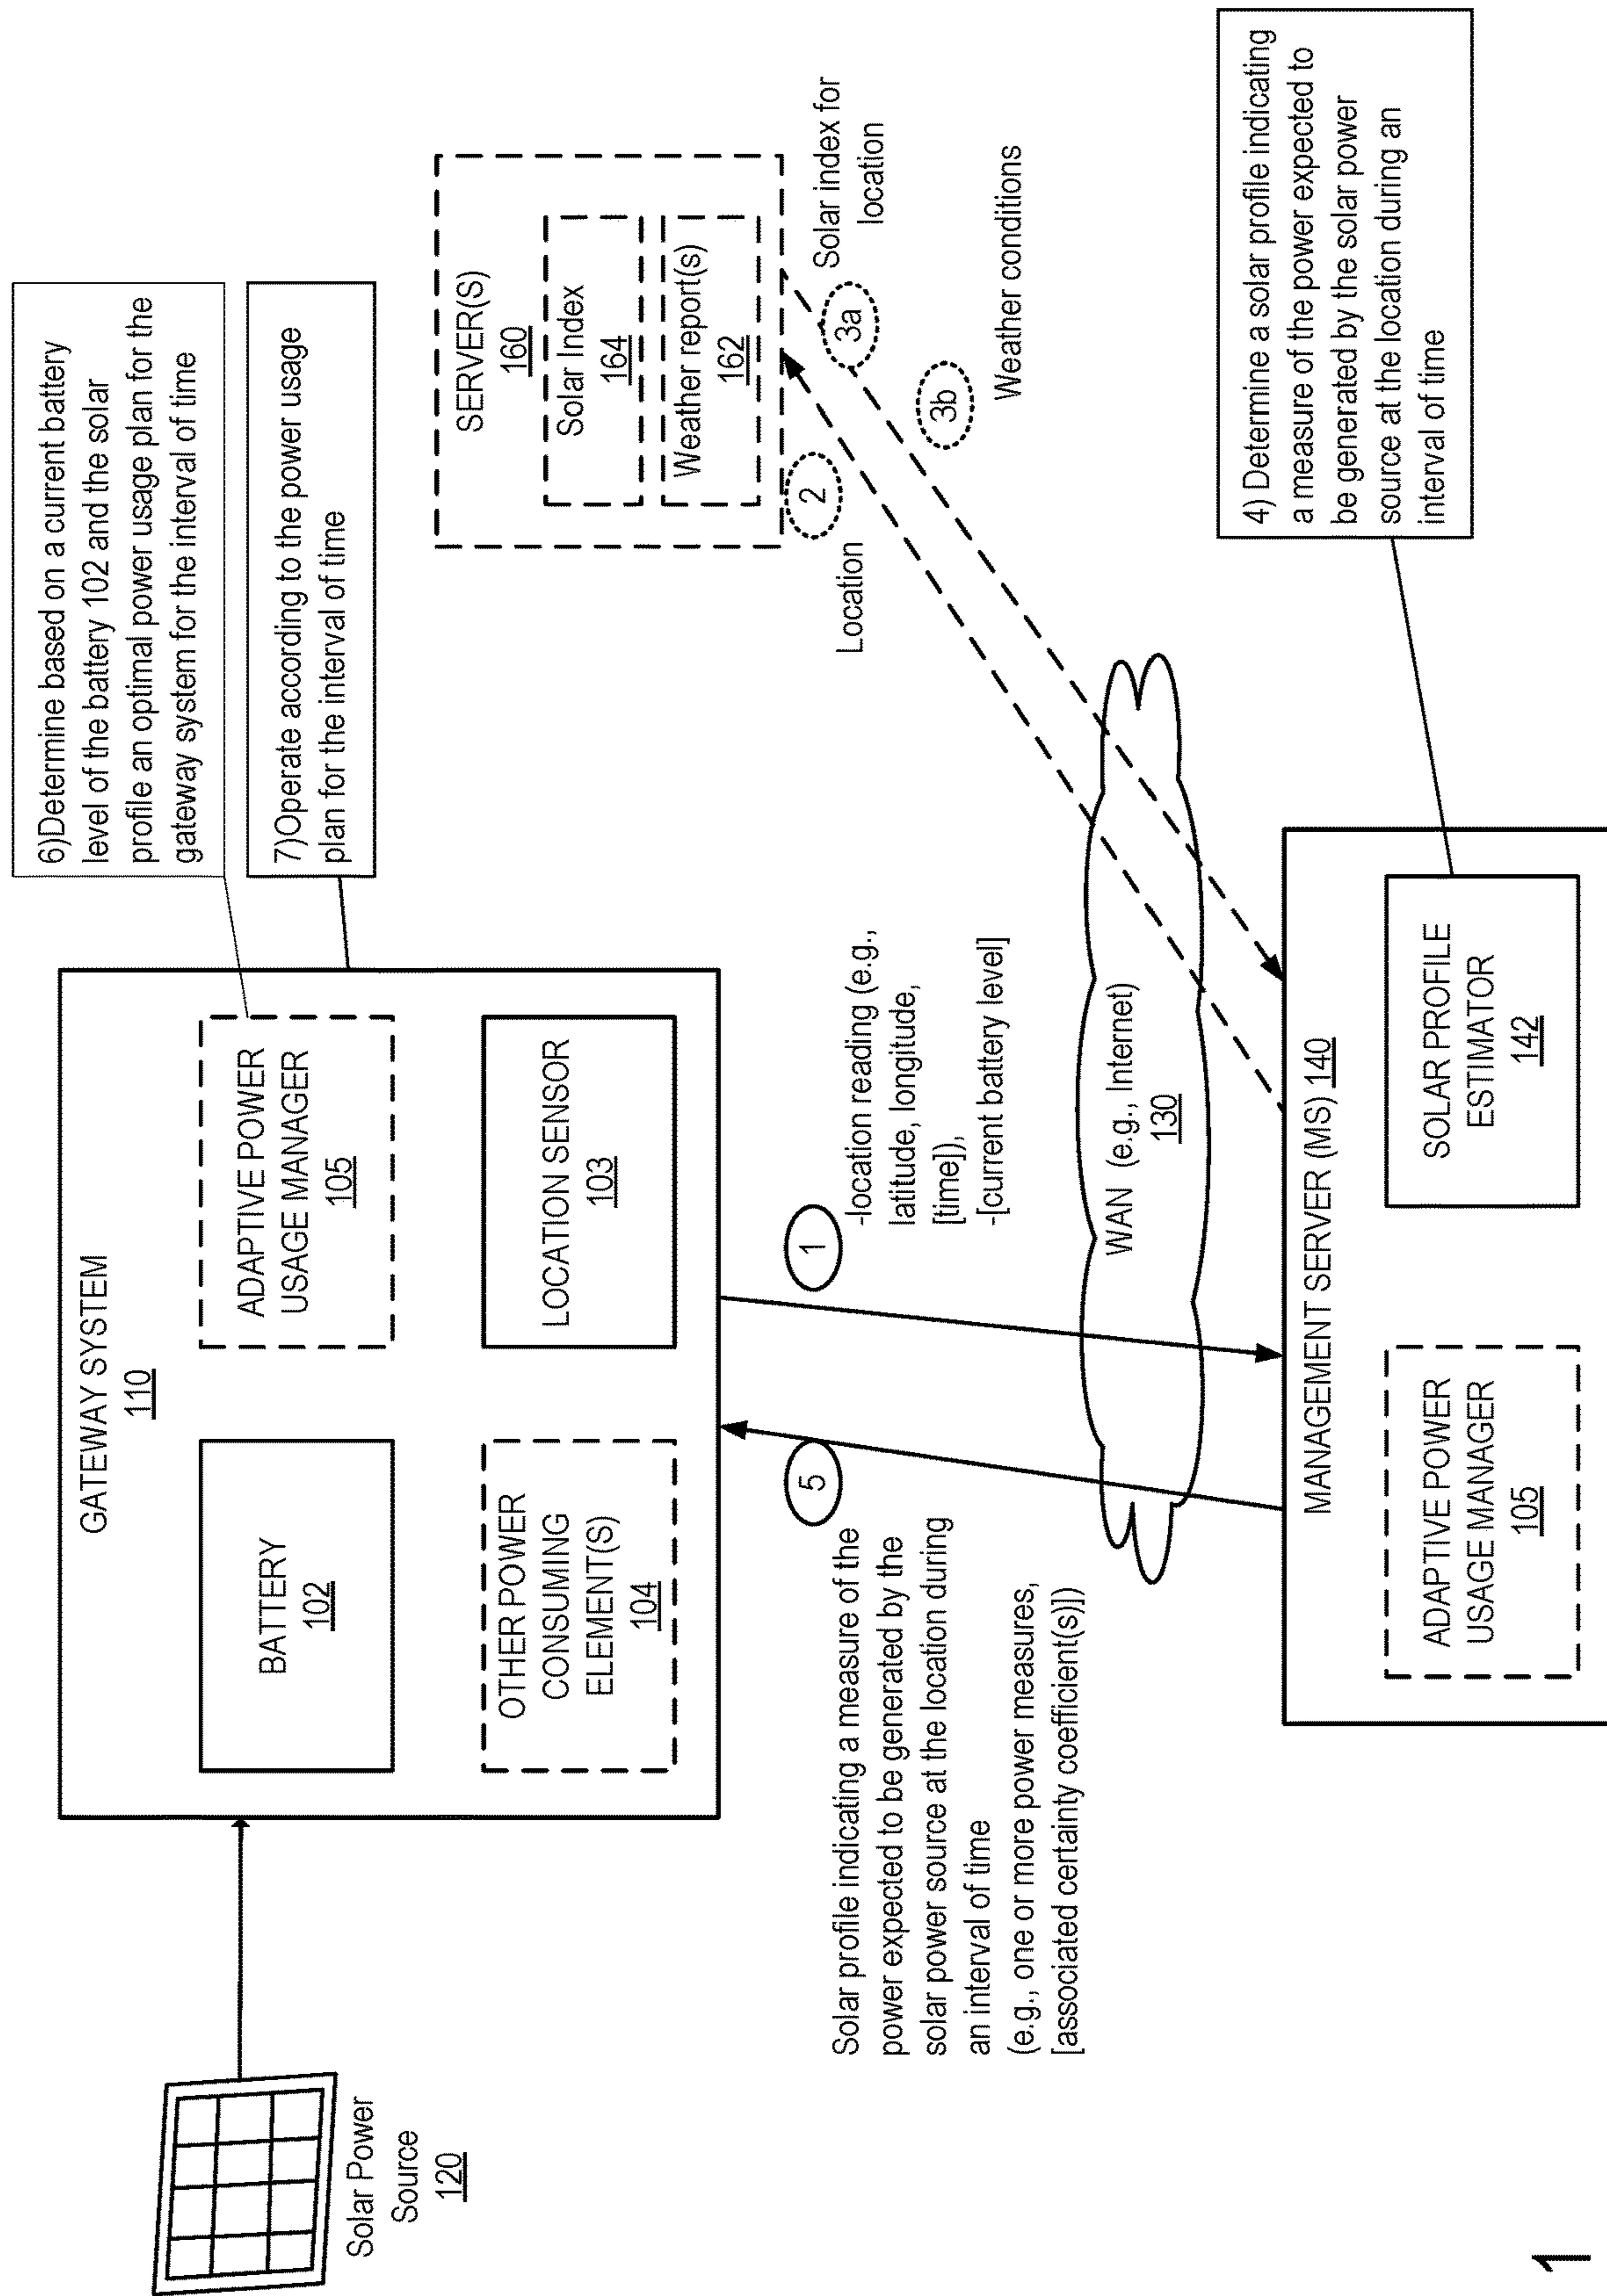 Solar Power
Source
120
GATEWAY SYSTEM
110
BATTERY
102
ADAPTIVE POWER
USAGE MANAGER
105
OTHER POWER
CONSUMING
ELEMENT(S)
104
LOCATION SENSOR
103
6)Determine based on a current battery
level of the battery 102 and the solar
profile an optimal power usage plan for the
gateway system for the interval of time
7)Operate according to the power usage
plan for the interval of time
SERVER(S)
160
Solar Index
164
Weather report(s)
162
5
Solar profile indicating a measure of the
power expected to be generated by the
solar power source at the location during
an interval of time
(e.g., one or more power measures,
[associated certainty coefficient(s)])
1
-location reading (e.g.,
latitude, longitude,
[time]),
-[current battery level]
2
Location
3a
Solar index for
location
3b
Weather conditions
WAN (e.g., Internet)
130
MANAGEMENT SERVER (MS) 140
ADAPTIVE POWER
USAGE MANAGER
105
SOLAR PROFILE
ESTIMATOR
142
4) Determine a solar profile indicating
a measure of the power expected to
be generated by the solar power
source at the location during an
interval of time
1